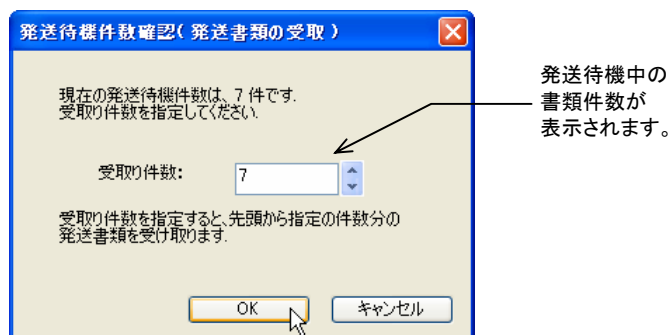 発送待機件数確認(発送書類の受取)
現在の発送待機件数は、7 件です.
受取り件数を指定してください.
受取り件数:
7
受取り件数を指定すると、先頭から指定の件数分の
発送書類を受け取ります.
OK
キャンセル
発送待機中の
書類件数が
表示されます。